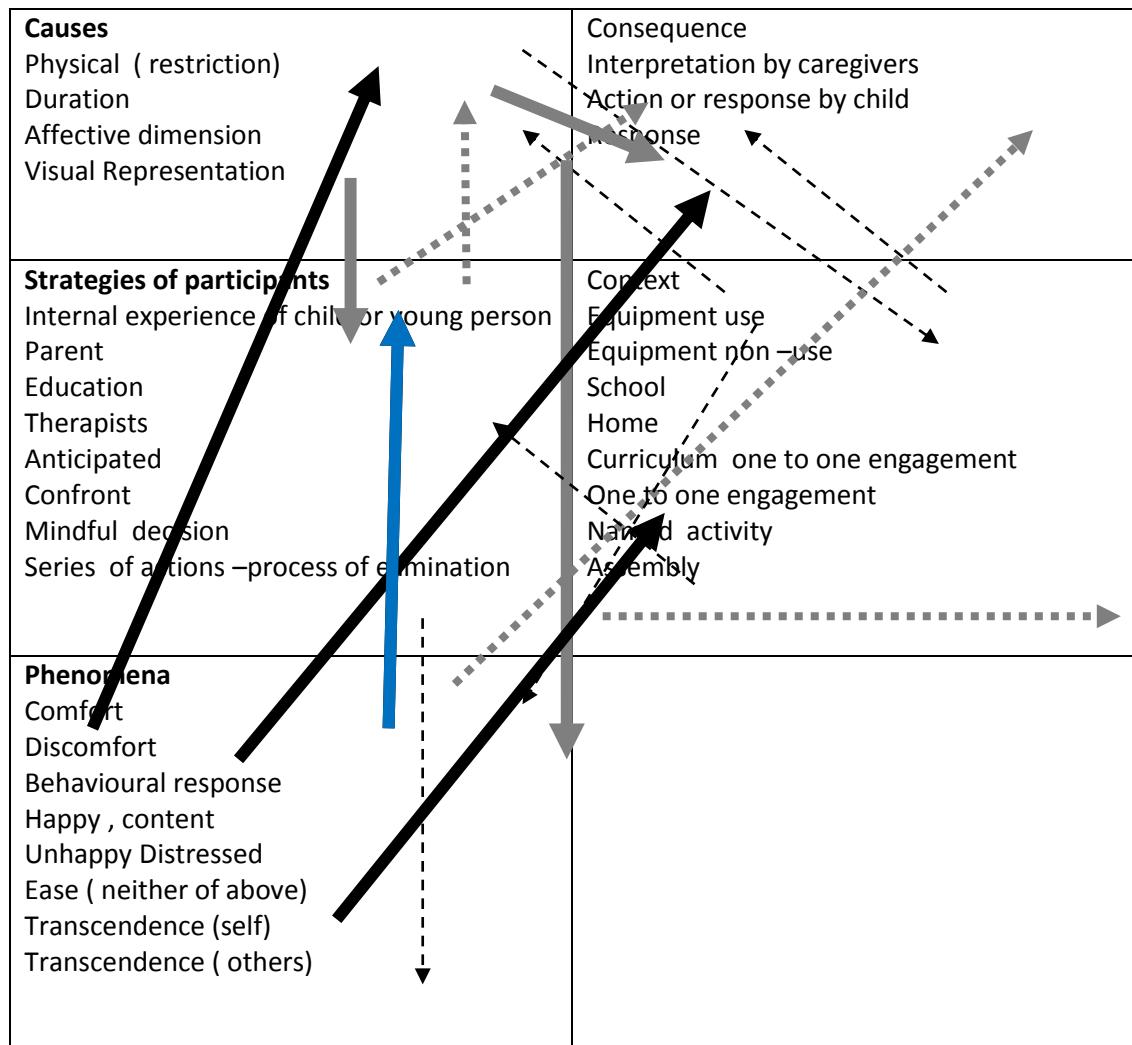 Causes
Physical ( restriction)
Duration
Affective dimension
Visual Representation
Consequence
Interpretation by caregivers
Action or response by child
Response
Strategies of participants
Internal experience of child or young person
Parent
Education
Therapists
Anticipated
Confront
Mindful decision
Series of actions –process of elimination
Context
Equipment use
Equipment non –use
School
Home
Curriculum one to one engagement
One to one engagement
Named activity
Assembly
Phenomena
Comfort
Discomfort
Behavioural response
Happy , content
Unhappy Distressed
Ease ( neither of above)
Transcendence (self)
Transcendence ( others)